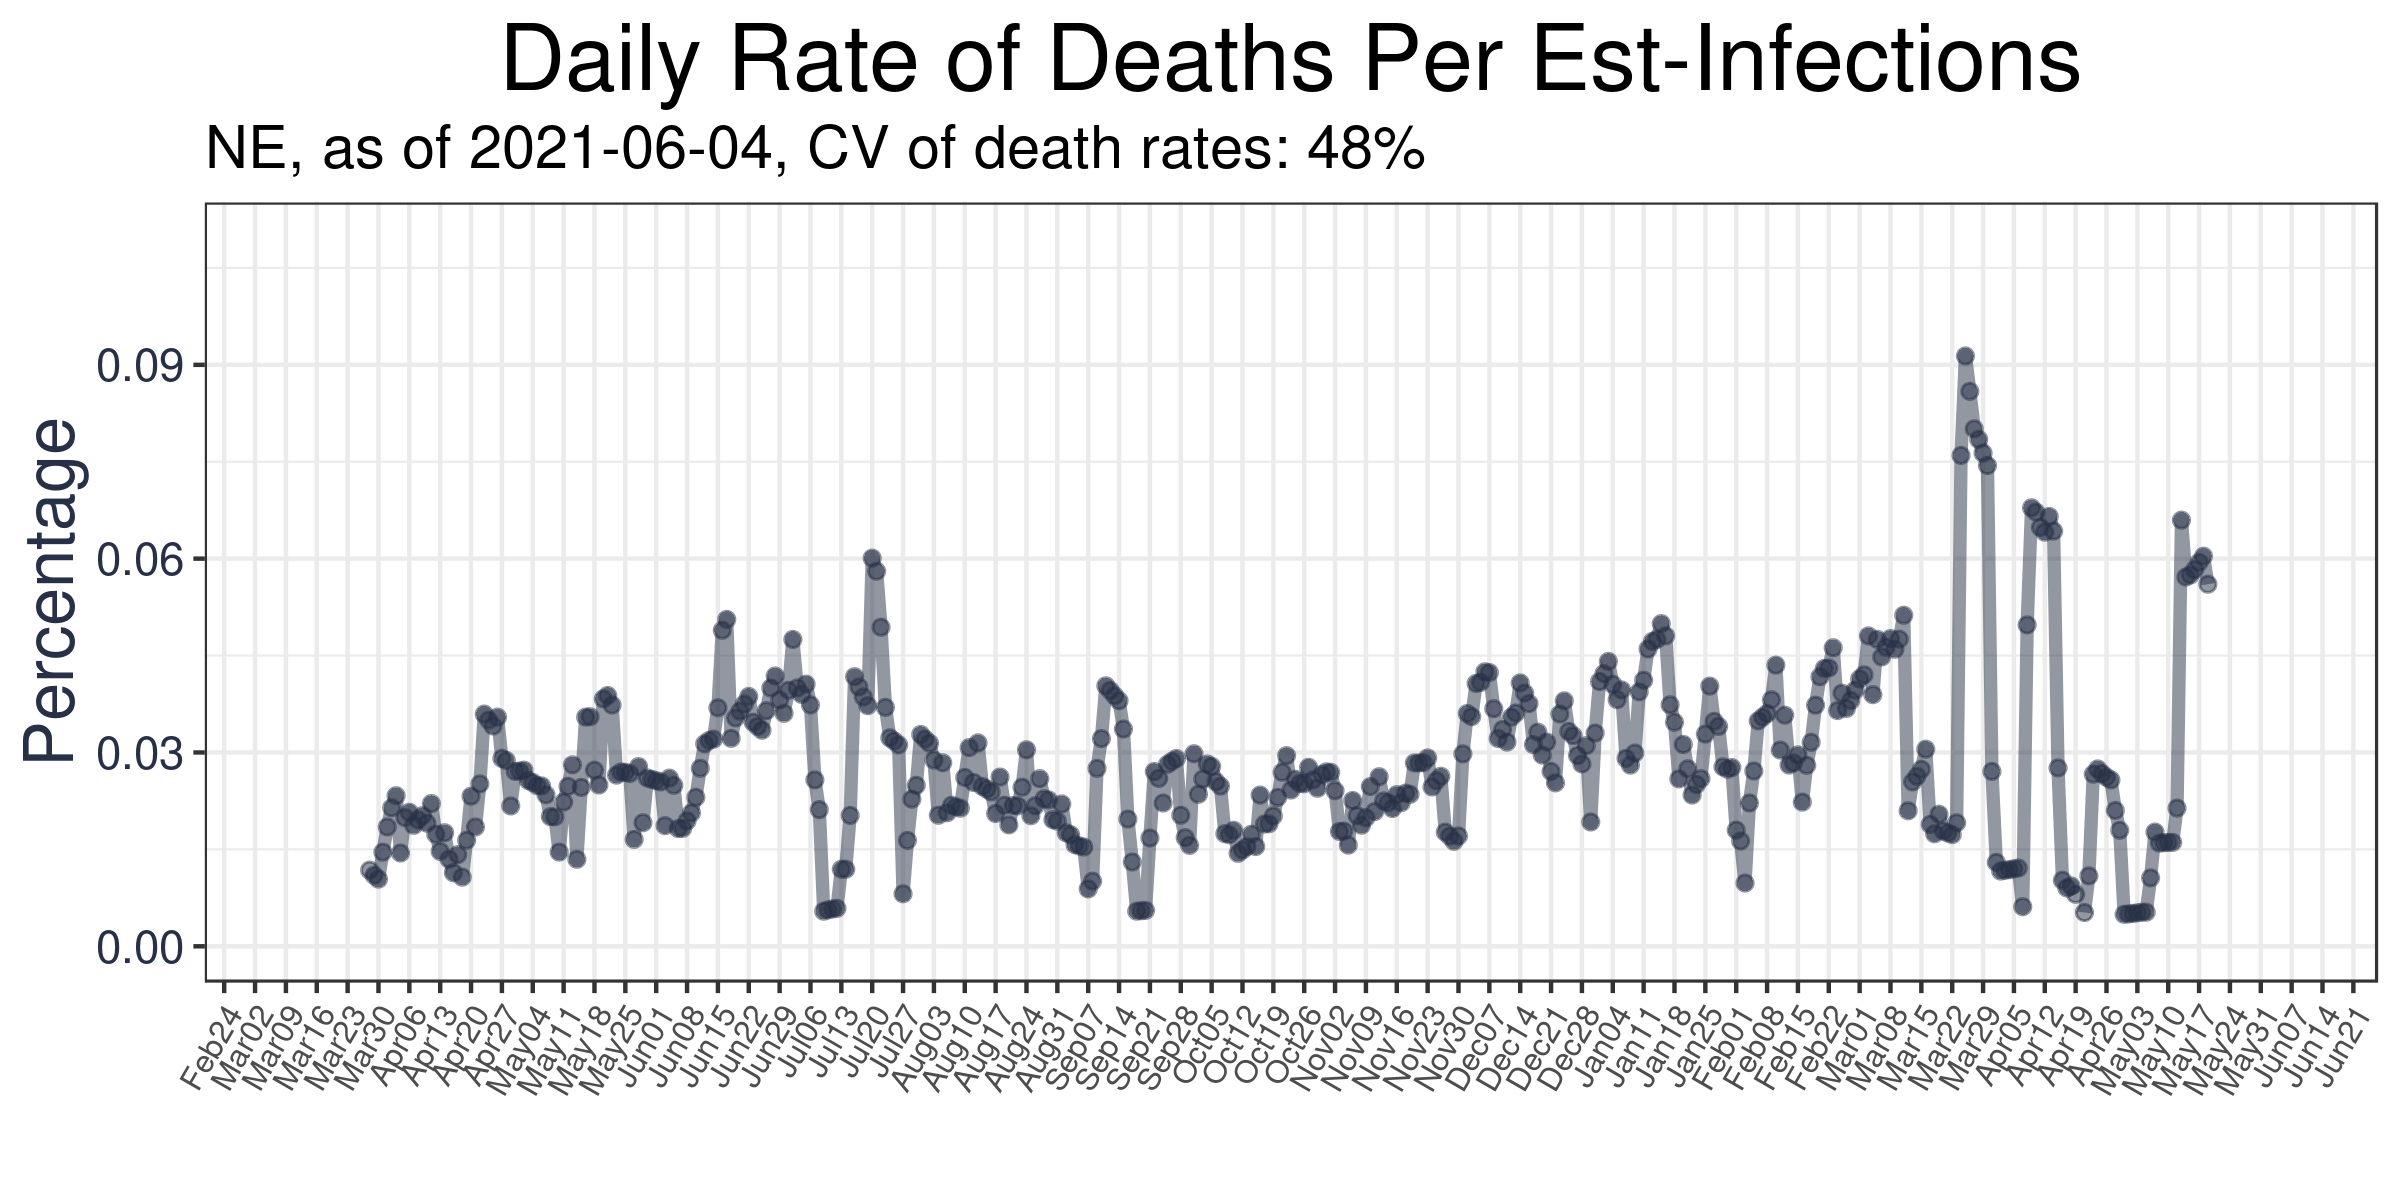 Daily Rate of Deaths Per Est-Infections
NE, as of 2021-06-04, CV of death rates: 48%
Percentage
0.09
0.06
0.03
0.00
Feb24
Mar02
Mar09
Mar16
Mar23
Mar30
Apr06
Apr13
Apr20
Apr27
May04
May11
May18
May25
Jun01
Jun08
Jun15
Jun22
Jun29
Jul06
Jul13
Jul20
Jul27
Aug03
Aug10
Aug17
Aug24
Aug31
Sep07
Sep14
Sep21
Sep28
Oct05
Oct12
Oct19
Oct26
Nov02
Nov09
Nov16
Nov23
Nov30
Dec07
Dec14
Dec21
Dec28
Jan04
Jan11
Jan18
Jan25
Feb01
Feb08
Feb15
Feb22
Mar01
Mar08
Mar15
Mar22
Mar29
Apr05
Apr12
Apr19
Apr26
May03
May10
May17
May24
May31
Jun07
Jun14
Jun21